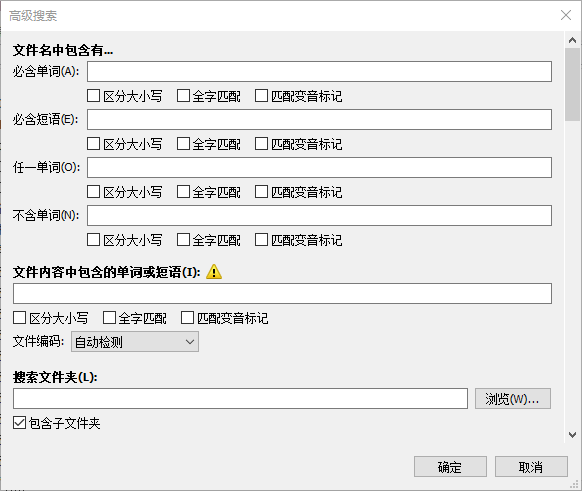 高级搜索
文件名中包含有...
必含单词(A):
区分大小写 全字匹配 匹配变音标记
必含短语(E):
区分大小写 全字匹配 匹配变音标记
任一单词(O):
区分大小写 全字匹配 匹配变音标记
不含单词(N):
区分大小写 全字匹配 匹配变音标记
文件内容中包含的单词或短语(I):
区分大小写 全字匹配 匹配变音标记
文件编码: 自动检测
搜索文件夹(L):
浏览(W)...
包含子文件夹
确定 取消